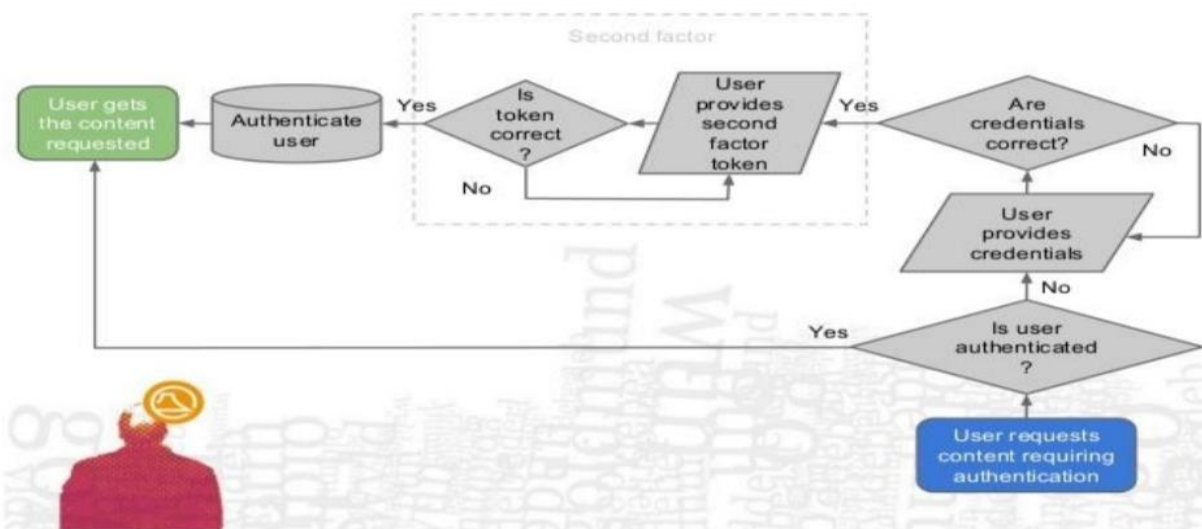 Second factor
User gets
the content
requested
Authenticate
user
Yes
Is
token
correct
?
No
User
provides
second
factor
token
Yes
Are
credentials
correct?
No
User
provides
credentials
No
Yes
Is user
authenticated
?
User requests
content requiring
authentication